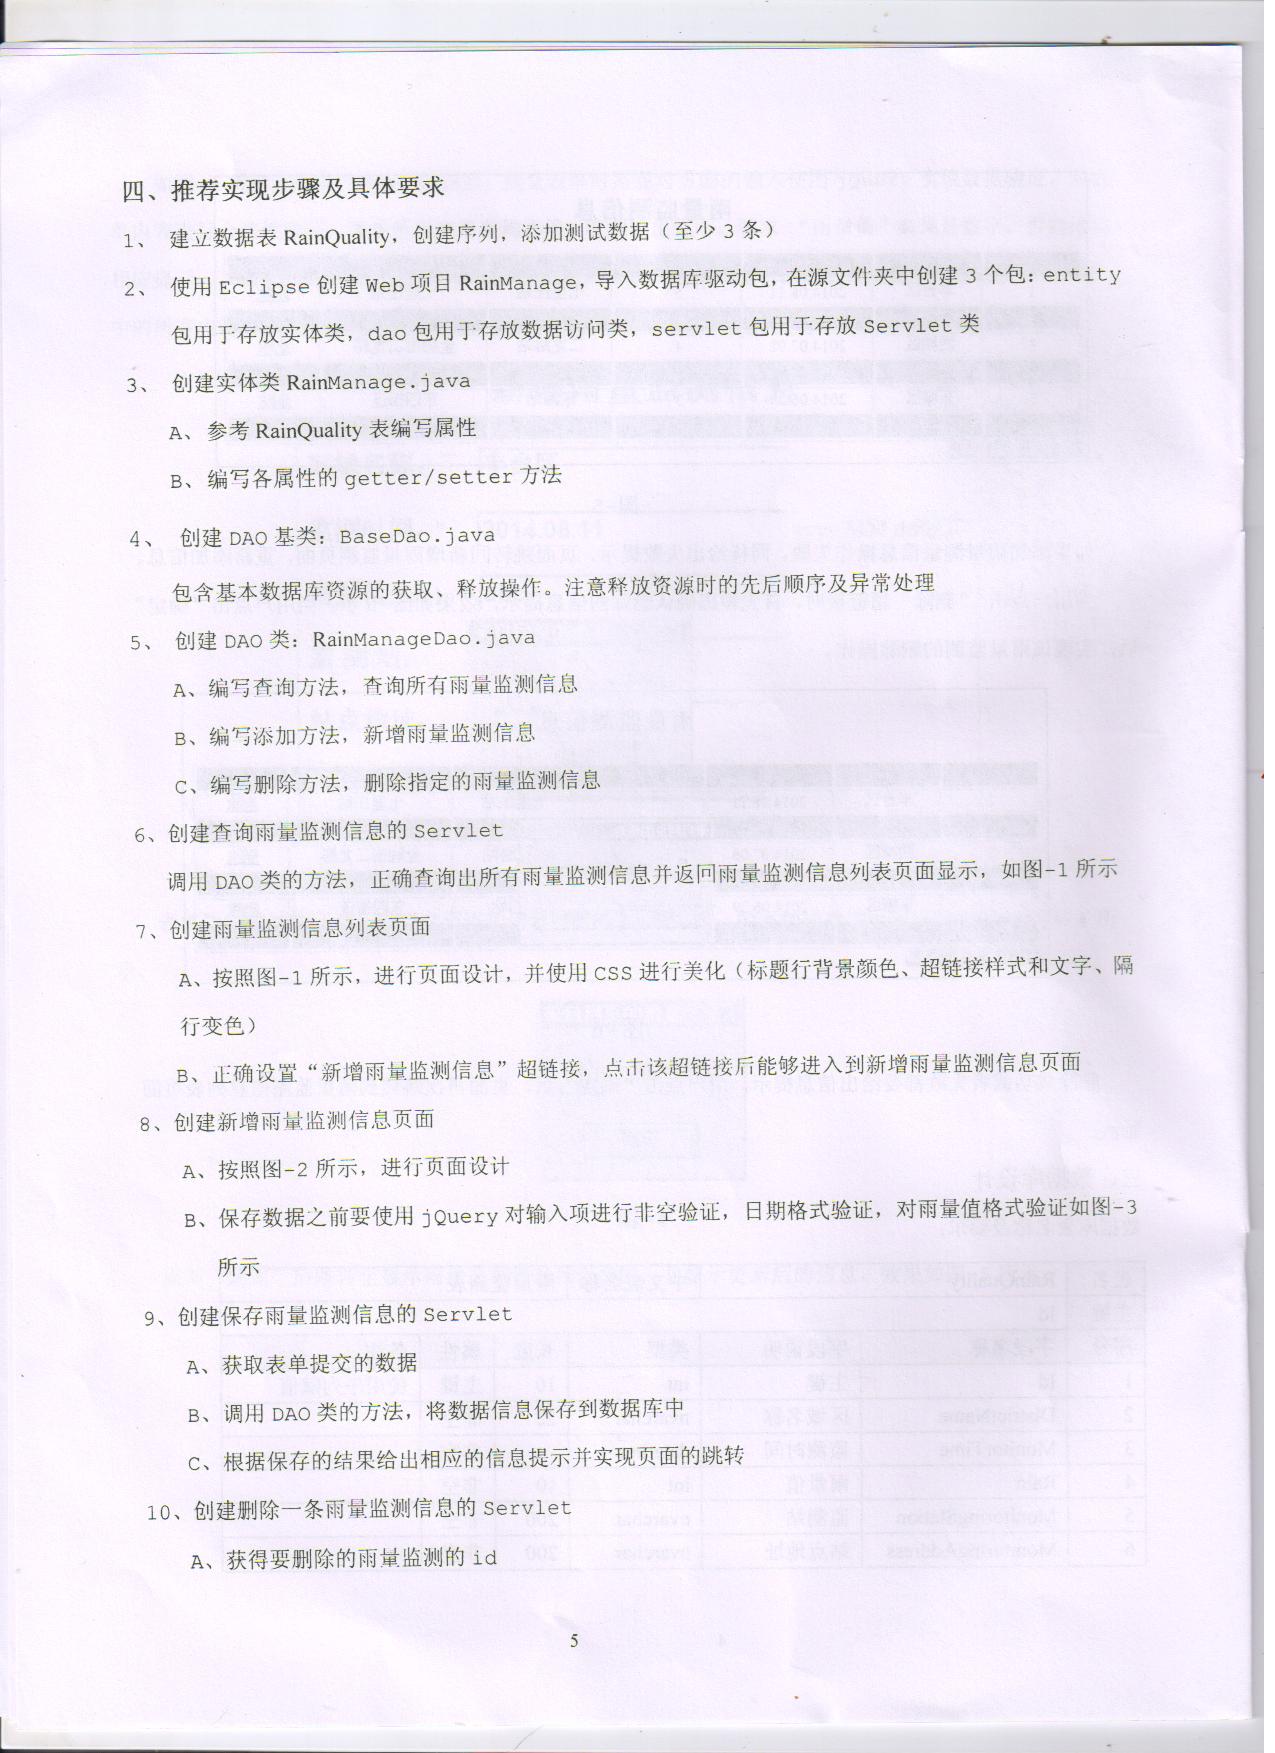 四、推荐实现步骤及具体要求
1、 建立数据表 RainQuality，创建序列，添加测试数据（至少 3 条）
2、 使用 Eclipse 创建 Web 项目 RainManage，导入数据库驱动包，在源文件夹中创建 3 个包：entity
包用于存放实体类，dao 包用于存放数据访问类，servlet 包用于存放 Servlet 类
3、 创建实体类 RainManage.java
A、参考 RainQuality 表编写属性
B、编写各属性的 getter/setter 方法
4、 创建 DAO 基类：BaseDao.java
包含基本数据库资源的获取、释放操作。注意释放资源时的先后顺序及异常处理
5、 创建 DAO 类：RainManageDao.java
A、编写查询方法，查询所有雨量监测信息
B、编写添加方法，新增雨量监测信息
C、编写删除方法，删除指定的雨量监测信息
6、创建查询雨量监测信息的 Servlet
调用 DAO 类的方法，正确查询出所有雨量监测信息并返回雨量监测信息列表页面显示，如图-1 所示
7、创建雨量监测信息列表页面
A、按照图-1 所示，进行页面设计，并使用 CSS 进行美化（标题行背景颜色、超链接样式和文字、隔
行变色）
B、正确设置“新增雨量监测信息”超链接，点击该超链接后能够进入到新增雨量监测信息页面
8、创建新增雨量监测信息页面
A、按照图-2 所示，进行页面设计
B、保存数据之前要使用 jQuery 对输入项进行非空验证，日期格式验证，对雨量值格式验证如图-3
所示
9、创建保存雨量监测信息的 Servlet
A、获取表单提交的数据
B、调用 DAO 类的方法，将数据信息保存到数据库中
C、根据保存的结果给出相应的信息提示并实现页面的跳转
10、创建删除一条雨量监测信息的 Servlet
A、获得要删除的雨量监测的 id
5